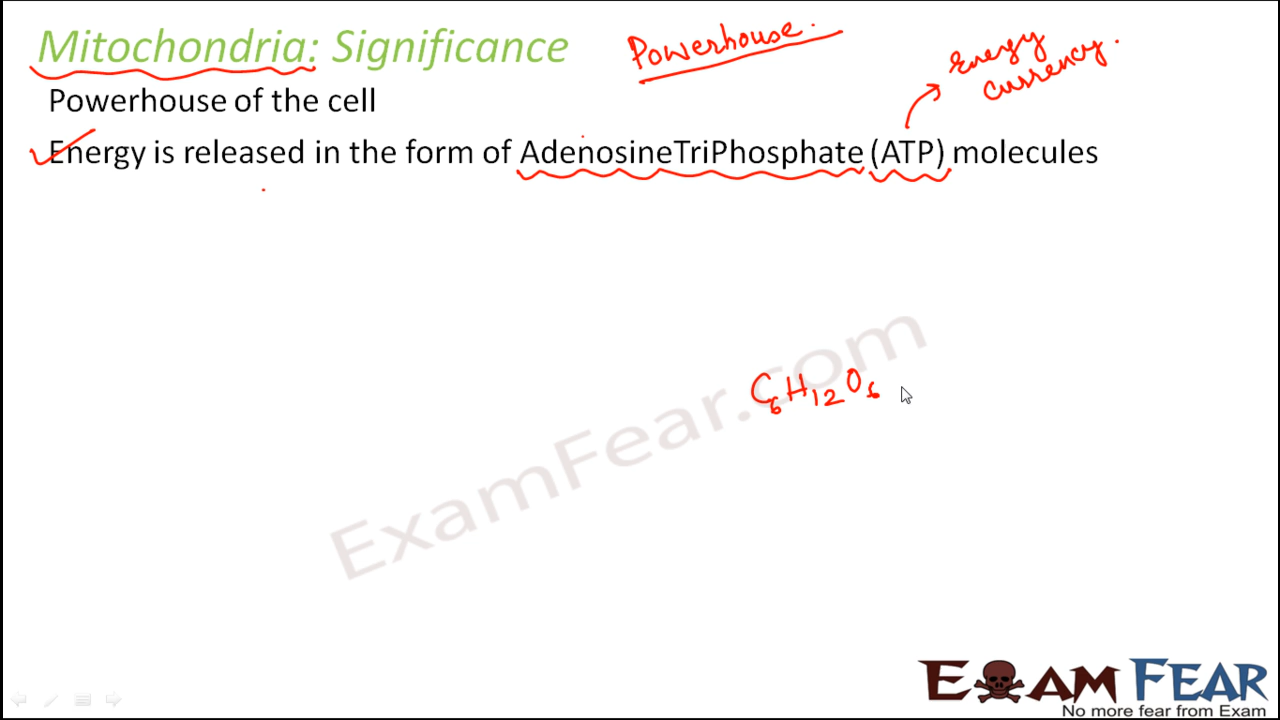 Mitochondria: Significance
Powerhouse.
Energy currency.
Powerhouse of the cell
Energy is released in the form of AdenosineTriPhosphate (ATP) molecules
C6H12O6
ExamFear.com
EXAM FEAR
No more fear from Exam